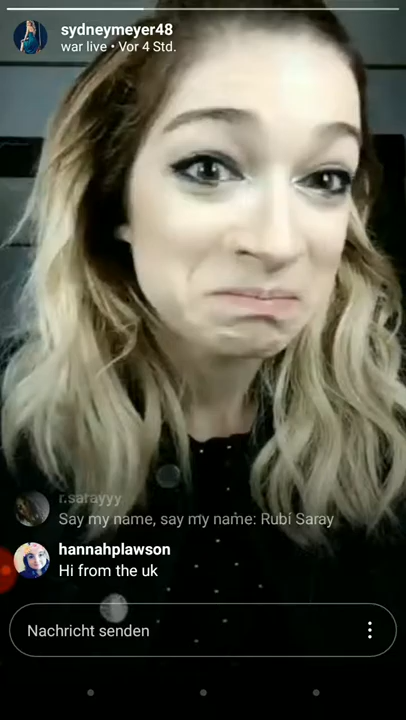 sydneymeyer48
war live • Vor 4 Std.
r.sarayyy
Say my name, say my name: Rubí Saray
hannahplawson
Hi from the uk
Nachricht senden